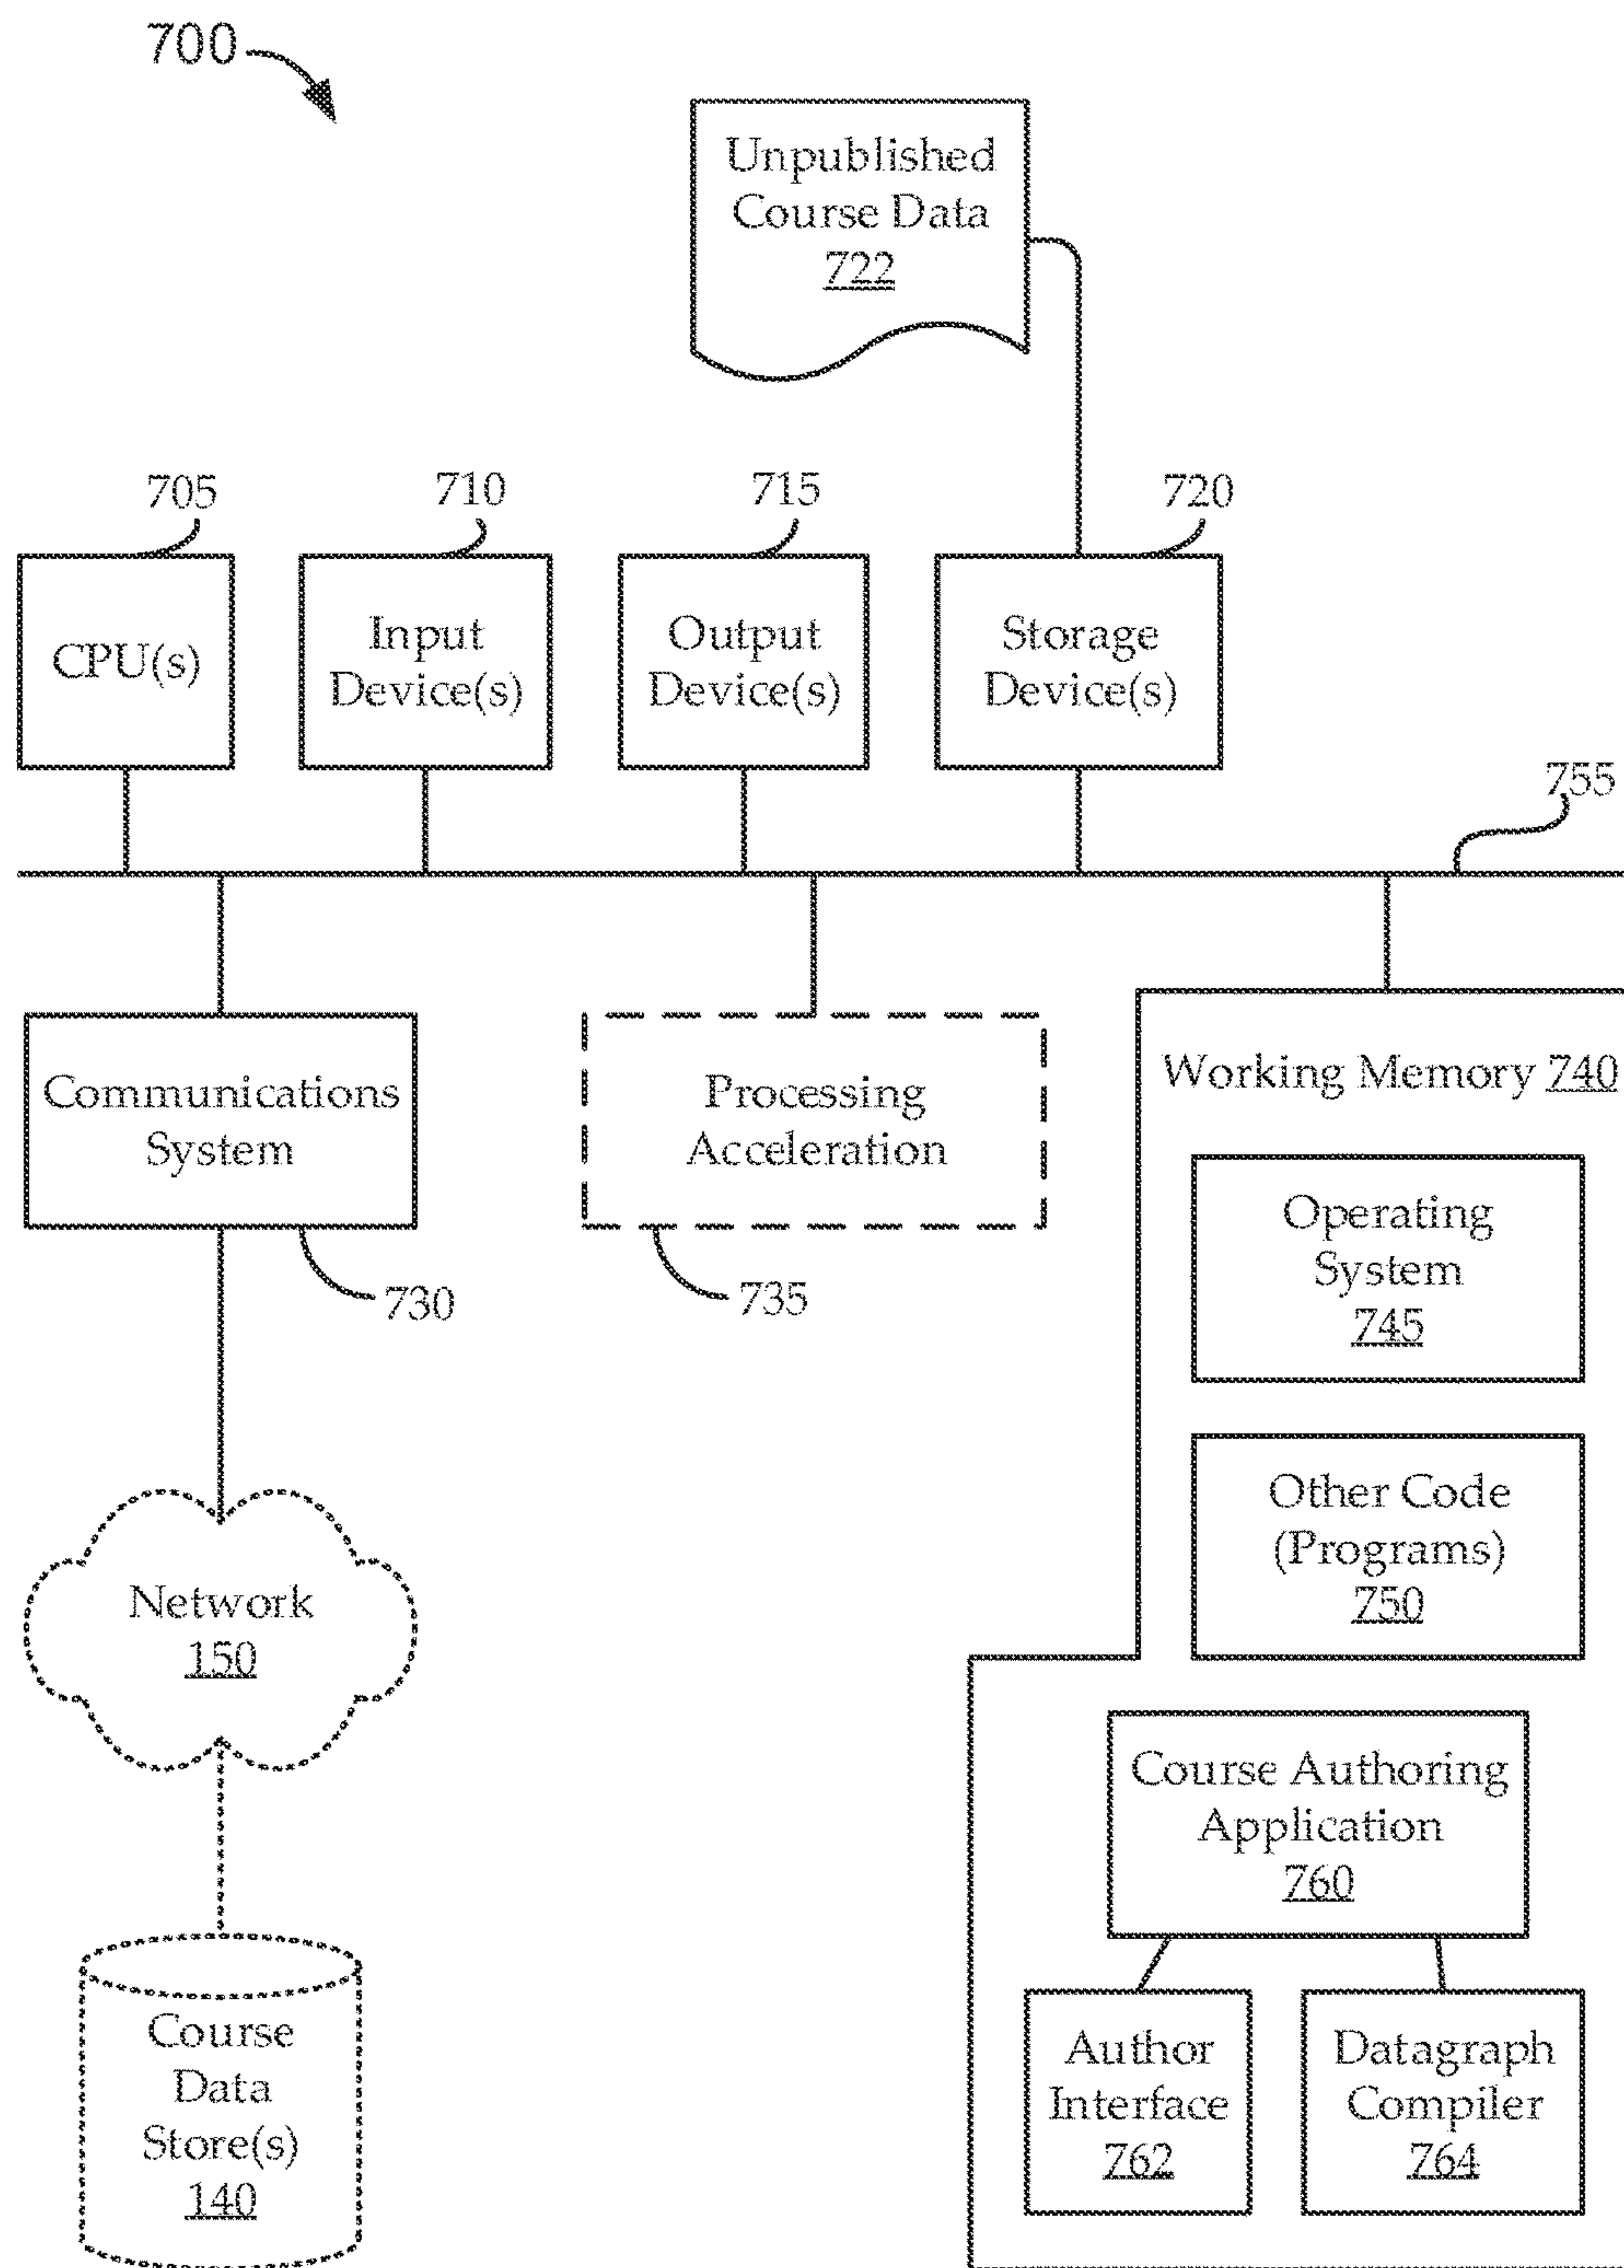 700
Unpublished
Course Data
722
705
710
715
720
CPU(s)
Input
Device(s)
Output
Device(s)
Storage
Device(s)
755
Communications
System
730
Processing
Acceleration
735
Working Memory 740
Operating
System
745
Other Code
(Programs)
750
Network
150
Course Authoring
Application
760
Course
Data
Store(s)
140
Author
Interface
762
Datagraph
Compiler
764